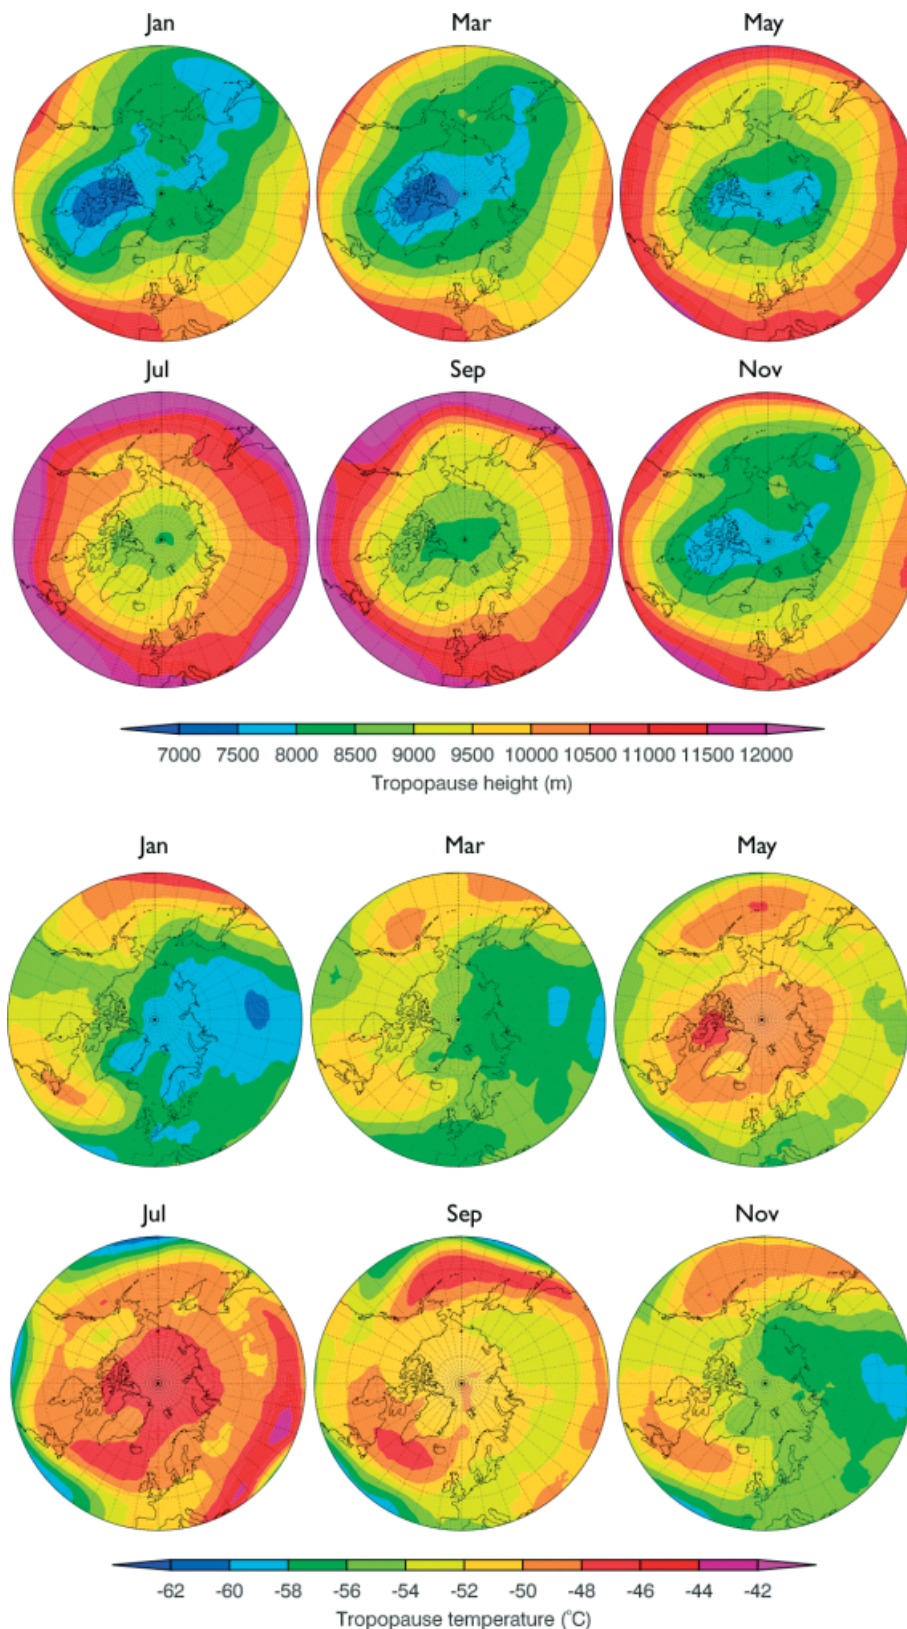 Jan Mar May
Jul Sep Nov
7000 7500 8000 8500 9000 9500 10000 10500 11000 11500 12000
Tropopause height (m)
Jan Mar May
Jul Sep Nov
-62 -60 -58 -56 -54 -52 -50 -48 -46 -44 -42
Tropopause temperature (°C)